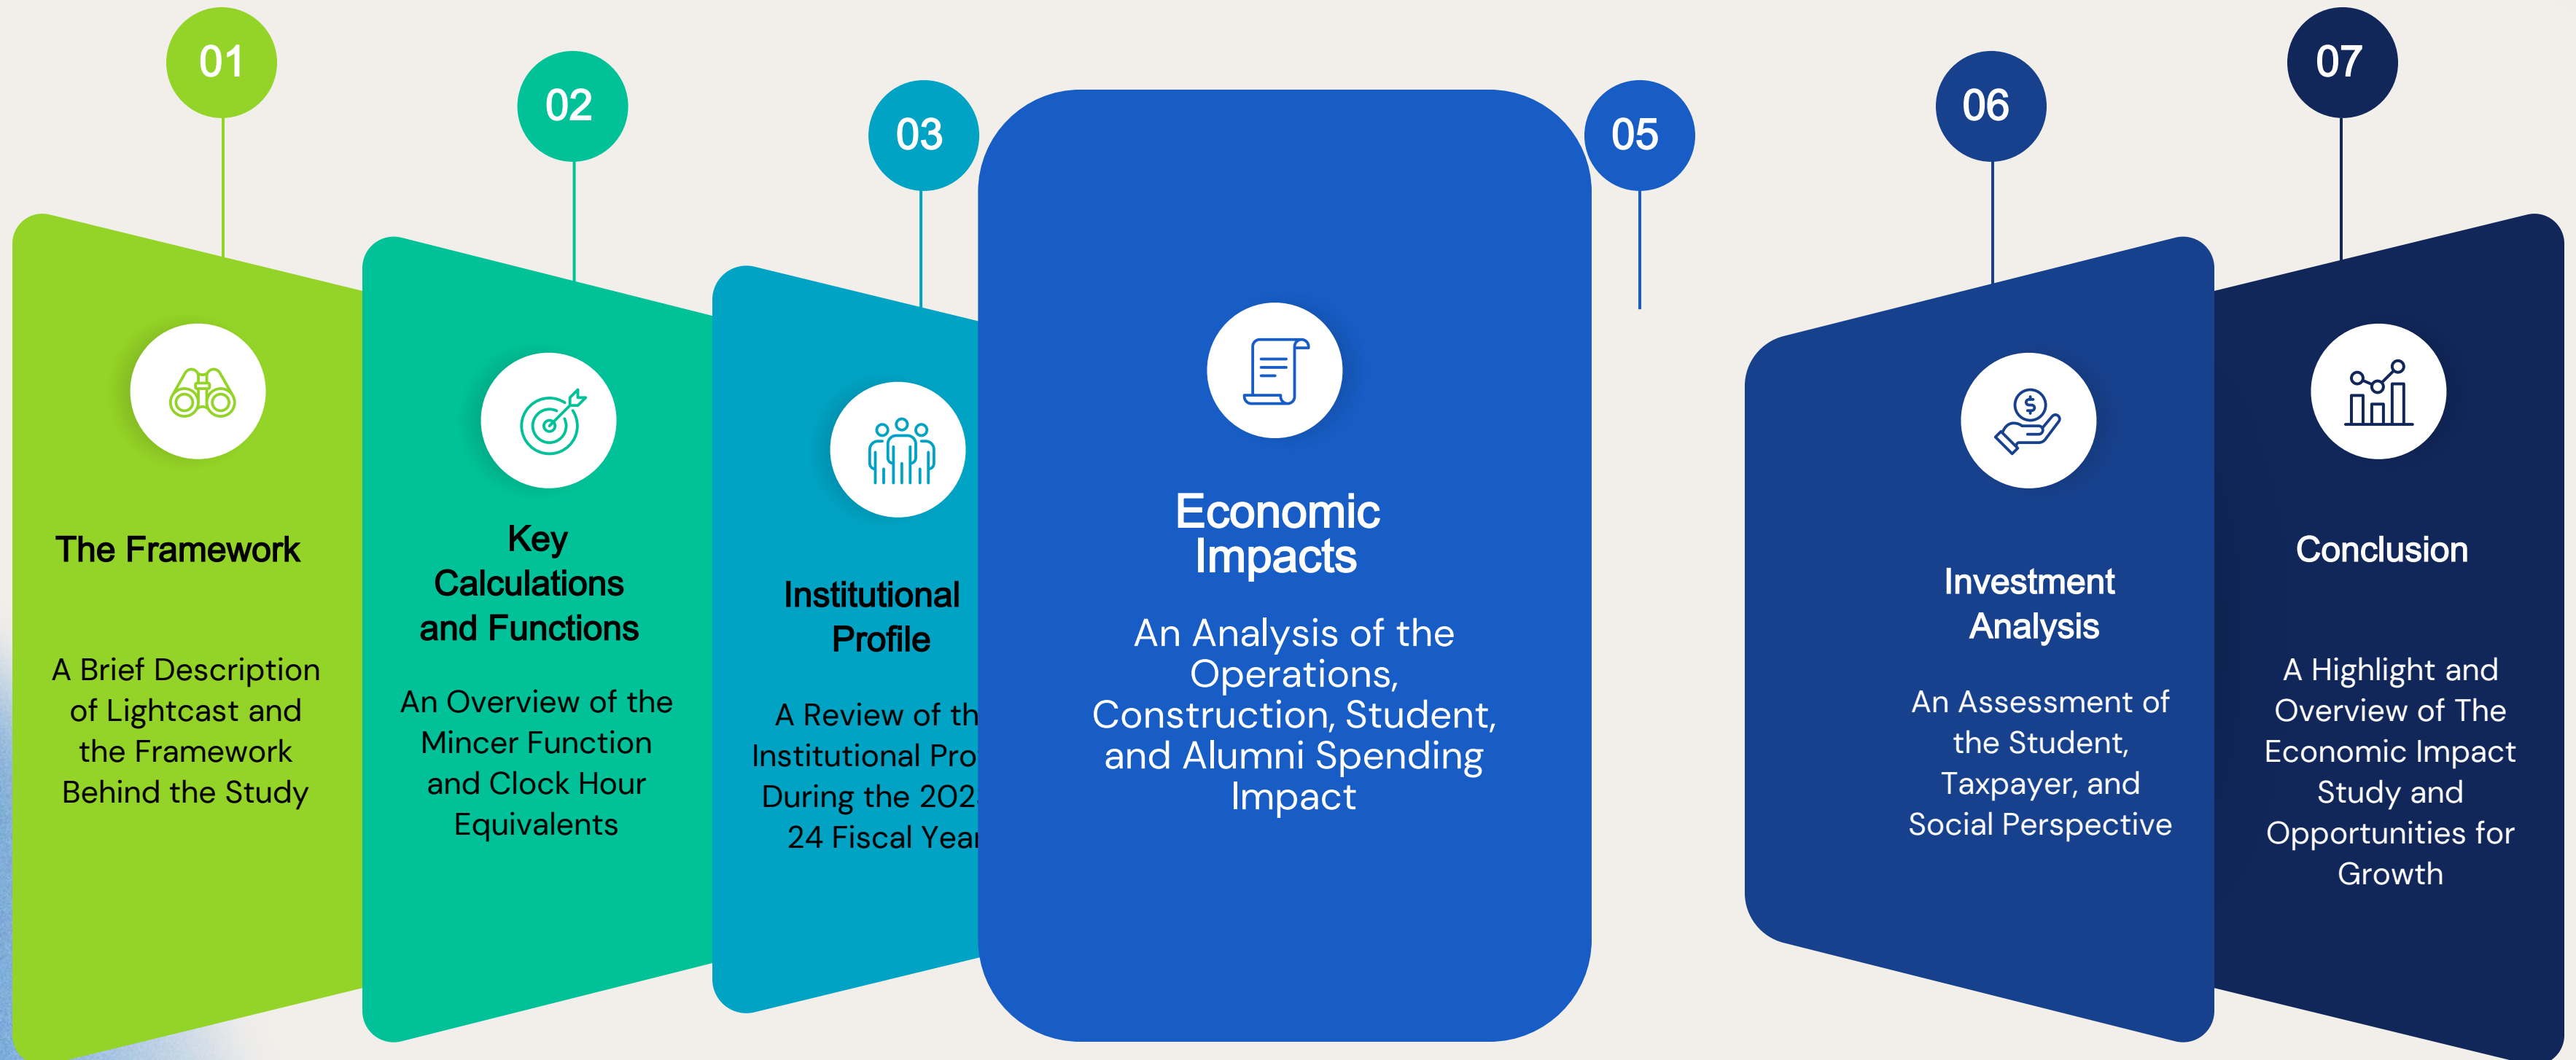 01
The Framework
A Brief Description
of Lightcast and
the Framework
Behind the Study
02
Key
Calculations
and Functions
An Overview of the
Mincer Function
and Clock Hour
Equivalents
03
Institutional
Profile
A Review of
Institutional
During the
24 Fiscal
Economic
Impacts
An Analysis of the
Operations,
Construction, Student,
and Alumni Spending
Impact
05
06
Investment
Analysis
An Assessment of
the Student,
Taxpayer, and
Social Perspective
07
Conclusion
A Highlight and
Overview of The
Economic Impact
Study and
Opportunities for
Growth